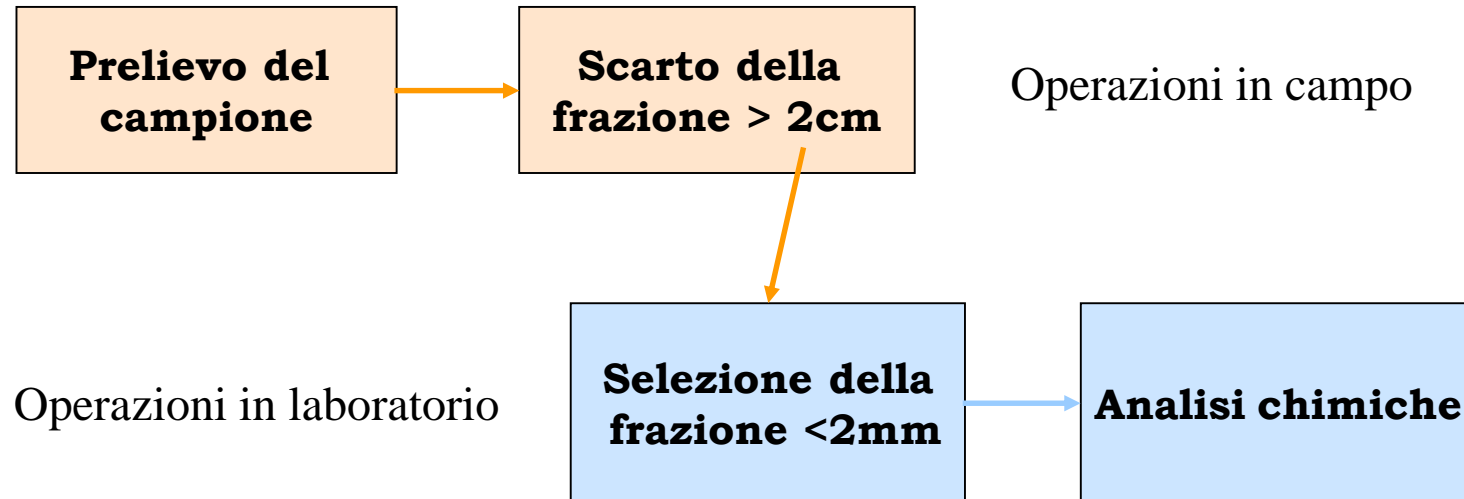 Prelievo del
campione
Scarto della
frazione > 2cm
Operazioni in campo
Operazioni in laboratorio
Selezione della
frazione <2mm
Analisi chimiche